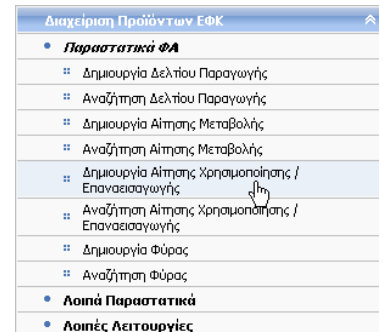 Διαχείριση Προϊόντων ΕΦΚ
Παραστατικά ΦΑ
Δημιουργία Δελτίου Παραγωγής
Αναζήτηση Δελτίου Παραγωγής
Δημιουργία Αίτησης Μεταβολής
Αναζήτηση Αίτησης Μεταβολής
Δημιουργία Αίτησης Χρησιμοποίησης /
Επαναεισαγωγής
Αναζήτηση Αίτησης Χρησιμοποίησης /
Επαναεισαγωγής
Δημιουργία Φύρας
Αναζήτηση Φύρας
Λοιπά Παραστατικά
Λοιπές Λειτουργίες